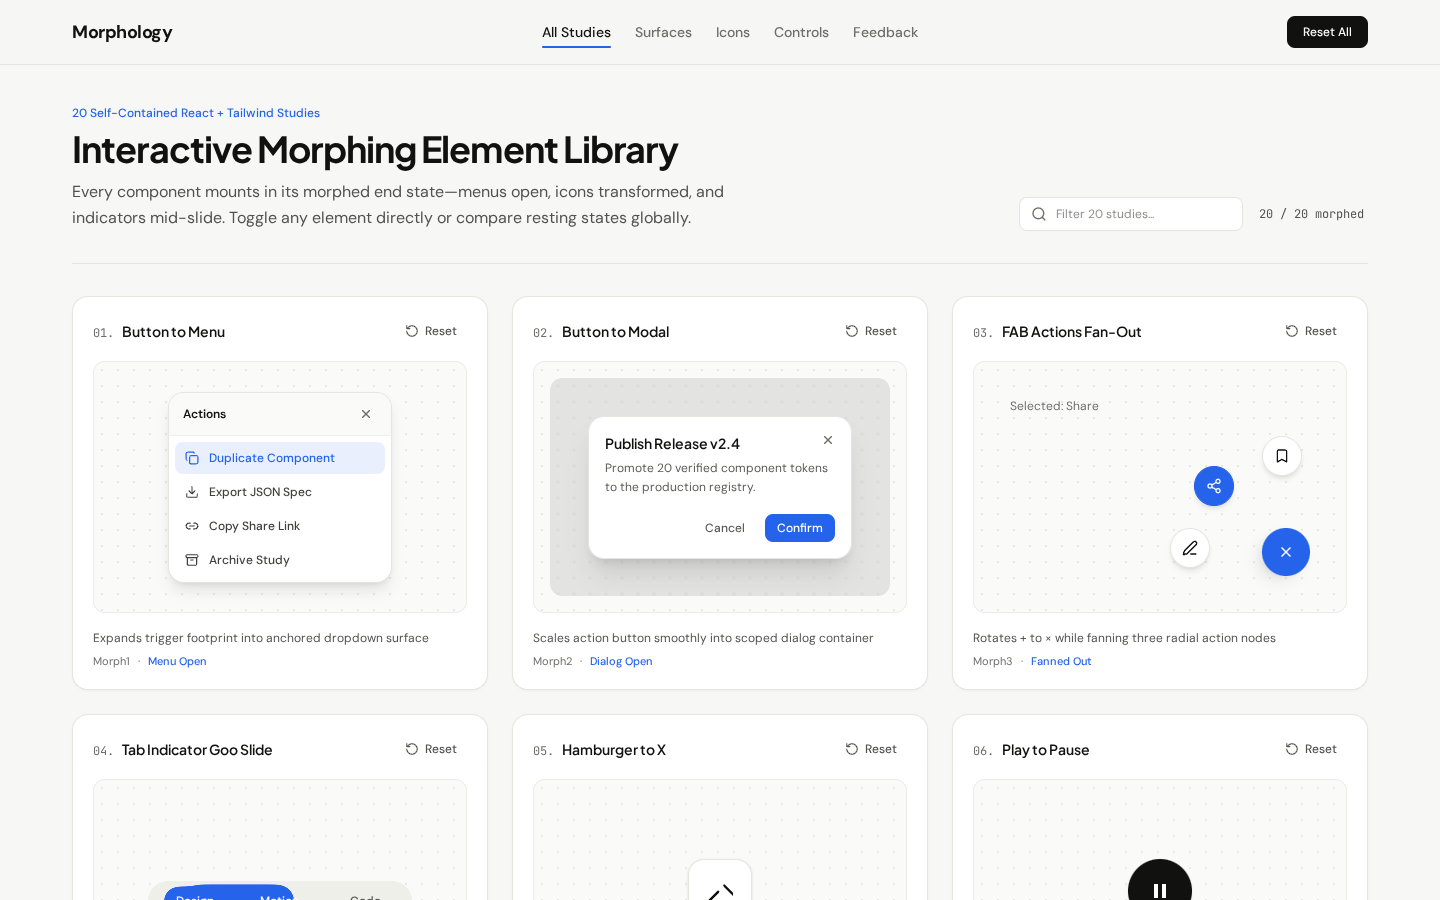 Morphology
All Studies
Surfaces
Icons
Controls
Feedback
Reset All
20 Self-Contained React + Tailwind Studies
Interactive Morphing Element Library
Every component mounts in its morphed end state—menus open, icons transformed, and
indicators mid-slide. Toggle any element directly or compare resting states globally.
Filter 20 studies...
20 / 20 morphed
01. Button to Menu
Reset
Actions
Duplicate Component
Export JSON Spec
Copy Share Link
Archive Study
Expands trigger footprint into anchored dropdown surface
Morph1 · Menu Open
02. Button to Modal
Reset
Publish Release v2.4
Promote 20 verified component tokens
to the production registry.
Cancel
Confirm
Scales action button smoothly into scoped dialog container
Morph2 · Dialog Open
03. FAB Actions Fan-Out
Reset
Selected: Share
Rotates + to × while fanning three radial action nodes
Morph3 · Fanned Out
04. Tab Indicator Goo Slide
Reset
05. Hamburger to X
Reset
06. Play to Pause
Reset